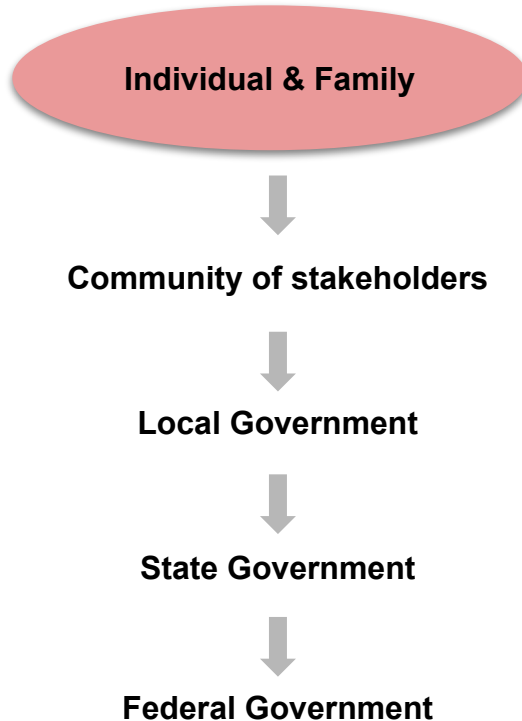 Individual & Family
Community of stakeholders
Local Government
State Government
Federal Government